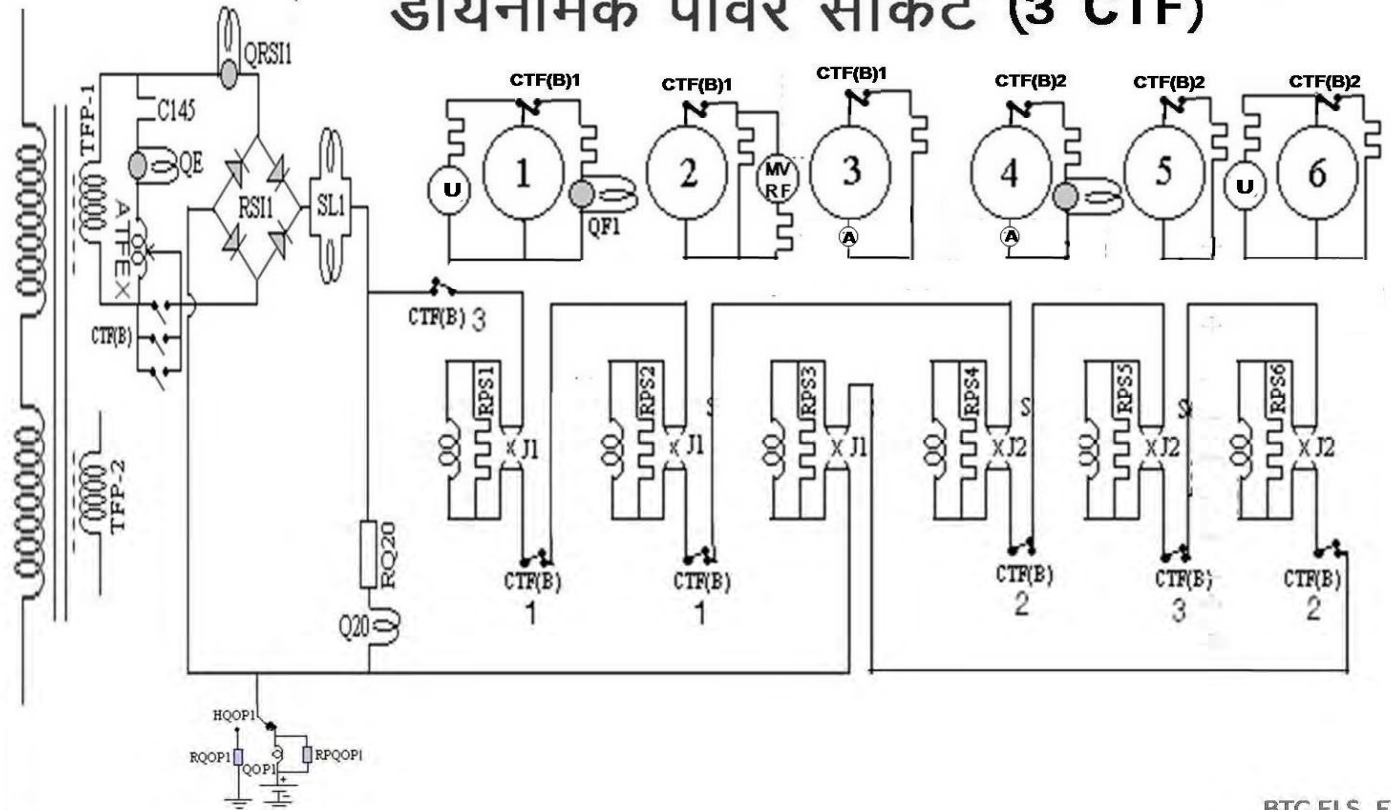 डायनामिक पावर सर्किट (3 CTF)
QRSI1
TFP-1
C145
QE
ATFEX
RSI1
SL1
CTF(B)
TFP-2
CTF(B)1
CTF(B)1
CTF(B)1
CTF(B)2
CTF(B)2
CTF(B)2
U
1
QF1
2
MV
RF
3
A
4
A
5
U
6
CTF(B) 3
RPS1
J1
RPS2
S
J1
RPS3
J1
RPS4
S
J2
RPS5
S
J2
RPS6
J2
CTF(B)
1
CTF(B)
1
CTF(B)
2
CTF(B)
3
CTF(B)
2
RQ20
Q20
HQOP1
RQOP1
QOP1
RPQOP1